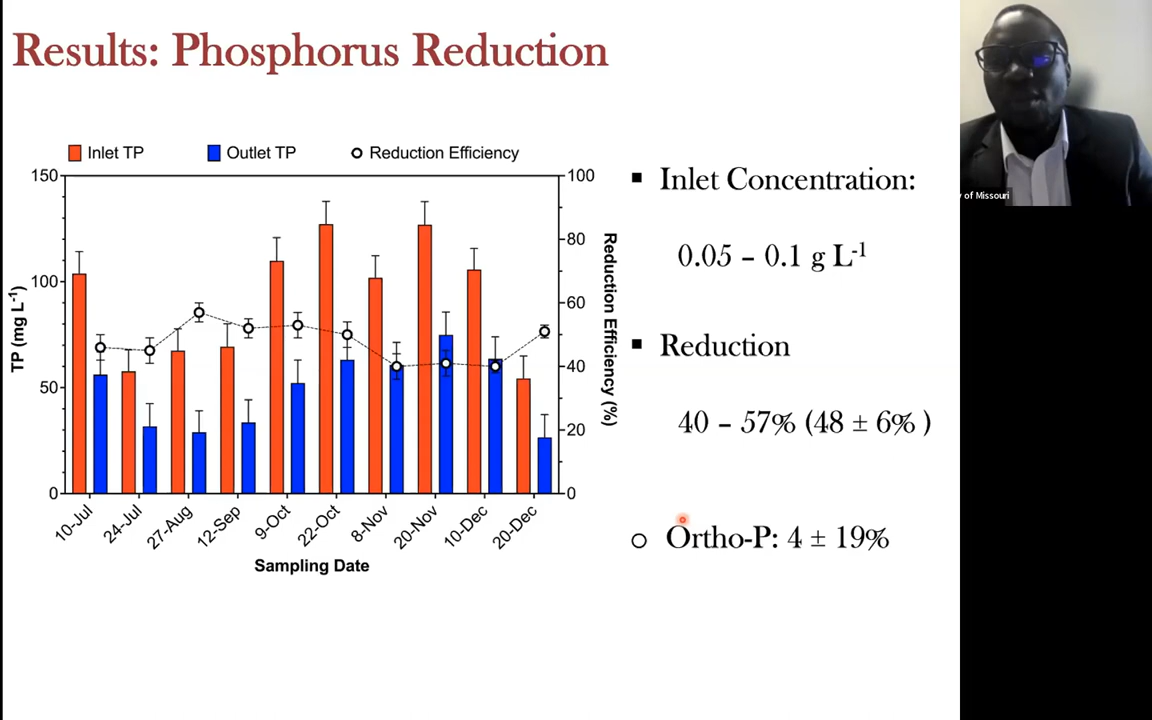 Results: Phosphorus Reduction
Inlet TP Outlet TP Reduction Efficiency
150
100
50
0
TP (mg L-1)
100
80
60
40
20
0
Reduction Efficiency (%)
10-Jul 24-Jul 27-Aug 12-Sep 9-Oct 22-Oct 8-Nov 20-Nov 10-Dec 20-Dec
Sampling Date
▪ Inlet Concentration:
0.05 – 0.1 g L-1
▪ Reduction
40 – 57% (48 ± 6% )
○ Ortho-P: 4 ± 19%
y of Missouri